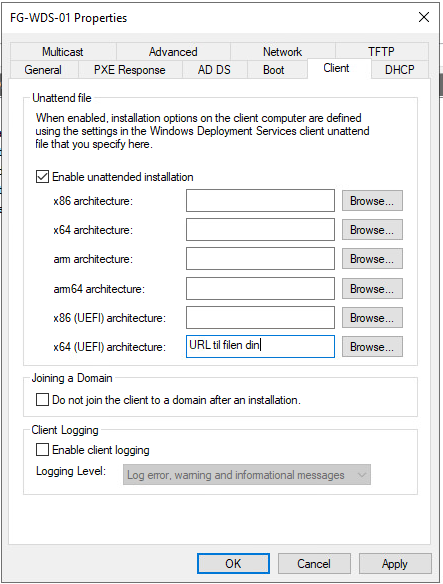 FG-WDS-01 Properties
Multicast
Advanced
Network
TFTP
General
PXE Response
AD DS
Boot
Client
DHCP
Unattend file
When enabled, installation options on the client computer are defined
using the settings in the Windows Deployment Services client unattend
file that you specify here.
Enable unattended installation
x86 architecture:
Browse...
x64 architecture:
Browse...
arm architecture:
Browse...
arm64 architecture:
Browse...
x86 (UEFI) architecture:
Browse...
x64 (UEFI) architecture:
URL til filen din
Browse...
Joining a Domain
Do not join the client to a domain after an installation.
Client Logging
Enable client logging
Logging Level:
Log error, warning and informational messages
OK
Cancel
Apply